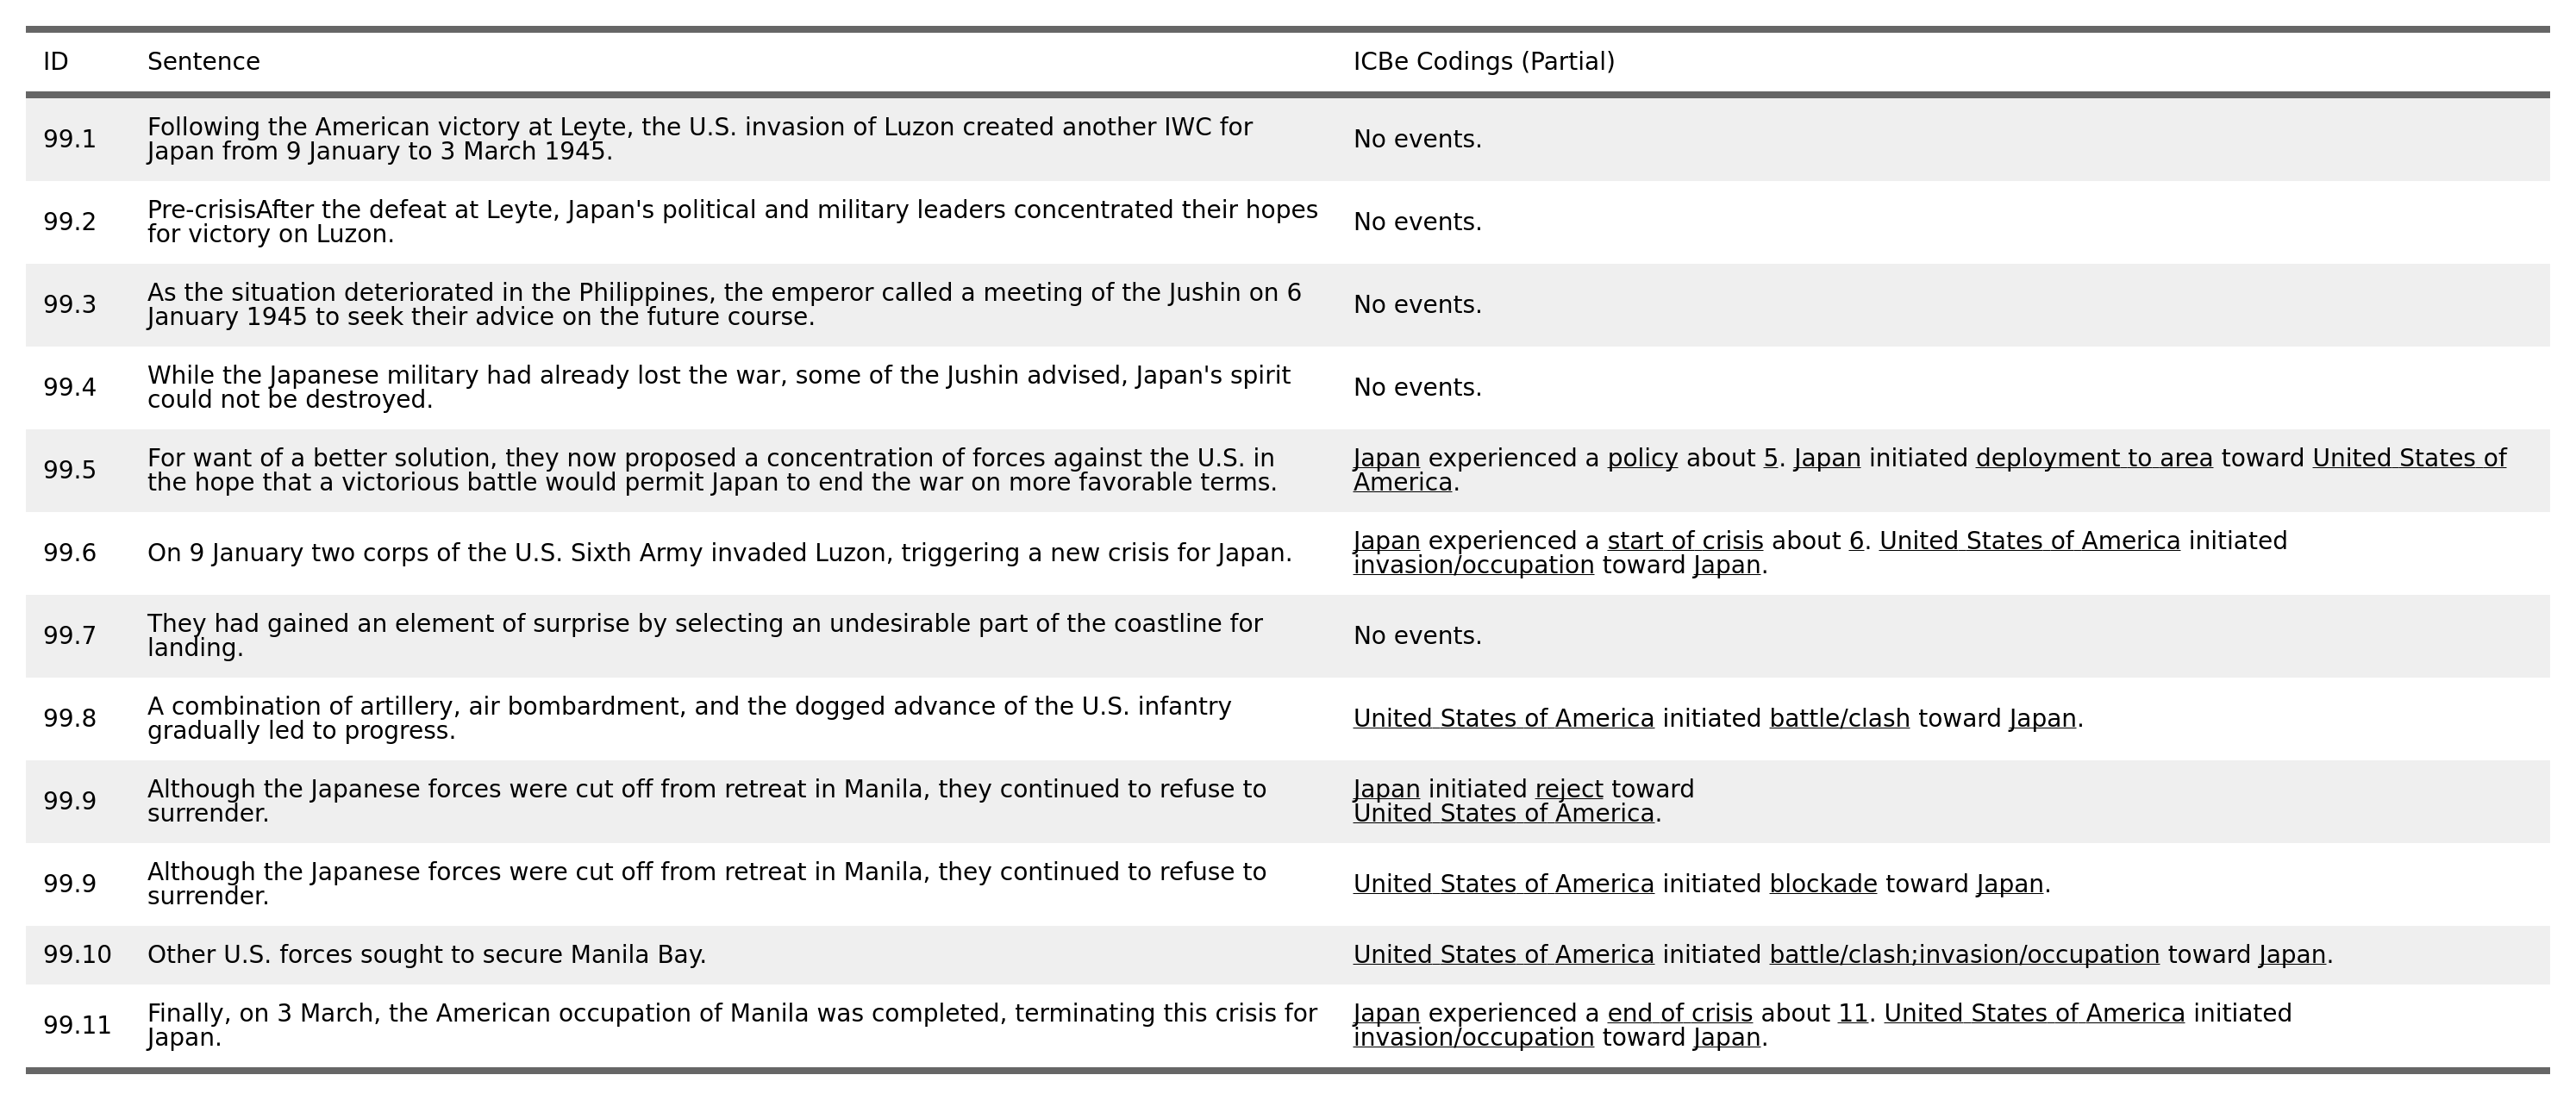 ID Sentence ICBe Codings (Partial)
99.1 Following the American victory at Leyte, the U.S. invasion of Luzon created another IWC for
Japan from 9 January to 3 March 1945.
No events.
99.2 Pre-crisisAfter the defeat at Leyte, Japan's political and military leaders concentrated their hopes
for victory on Luzon.
No events.
99.3 As the situation deteriorated in the Philippines, the emperor called a meeting of the Jushin on 6
January 1945 to seek their advice on the future course.
No events.
99.4 While the Japanese military had already lost the war, some of the Jushin advised, Japan's spirit
could not be destroyed.
No events.
99.5 For want of a better solution, they now proposed a concentration of forces against the U.S. in
the hope that a victorious battle would permit Japan to end the war on more favorable terms.
Japan experienced a policy about 5. Japan initiated deployment to area toward United States of
America.
99.6 On 9 January two corps of the U.S. Sixth Army invaded Luzon, triggering a new crisis for Japan.
Japan experienced a start of crisis about 6. United States of America initiated
invasion/occupation toward Japan.
99.7 They had gained an element of surprise by selecting an undesirable part of the coastline for
landing.
No events.
99.8 A combination of artillery, air bombardment, and the dogged advance of the U.S. infantry
gradually led to progress.
United States of America initiated battle/clash toward Japan.
99.9 Although the Japanese forces were cut off from retreat in Manila, they continued to refuse to
surrender.
Japan initiated reject toward
United States of America.
99.9 Although the Japanese forces were cut off from retreat in Manila, they continued to refuse to
surrender.
United States of America initiated blockade toward Japan.
99.10 Other U.S. forces sought to secure Manila Bay.
United States of America initiated battle/clash;invasion/occupation toward Japan.
99.11 Finally, on 3 March, the American occupation of Manila was completed, terminating this crisis for
Japan.
Japan experienced a end of crisis about 11. United States of America initiated
invasion/occupation toward Japan.